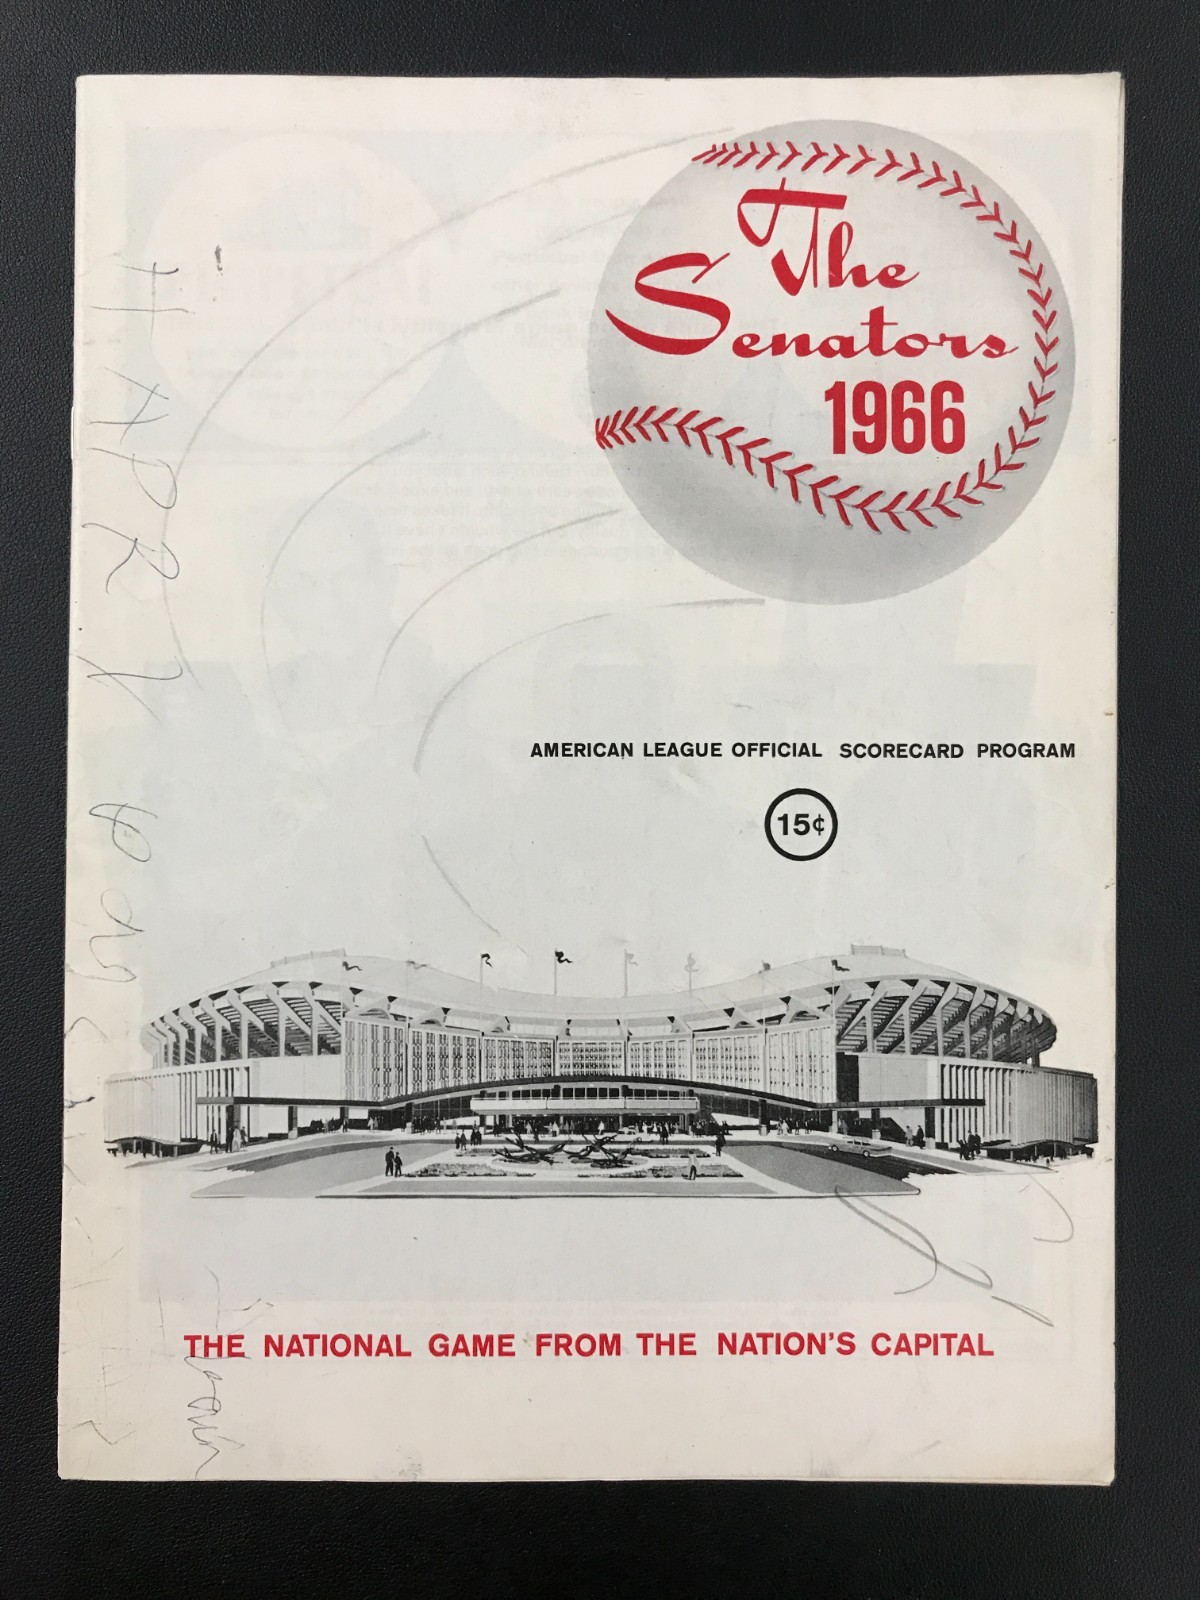 The
Senators
1966
AMERICAN LEAGUE OFFICIAL SCORECARD PROGRAM
15¢
THE NATIONAL GAME FROM THE NATION'S CAPITAL